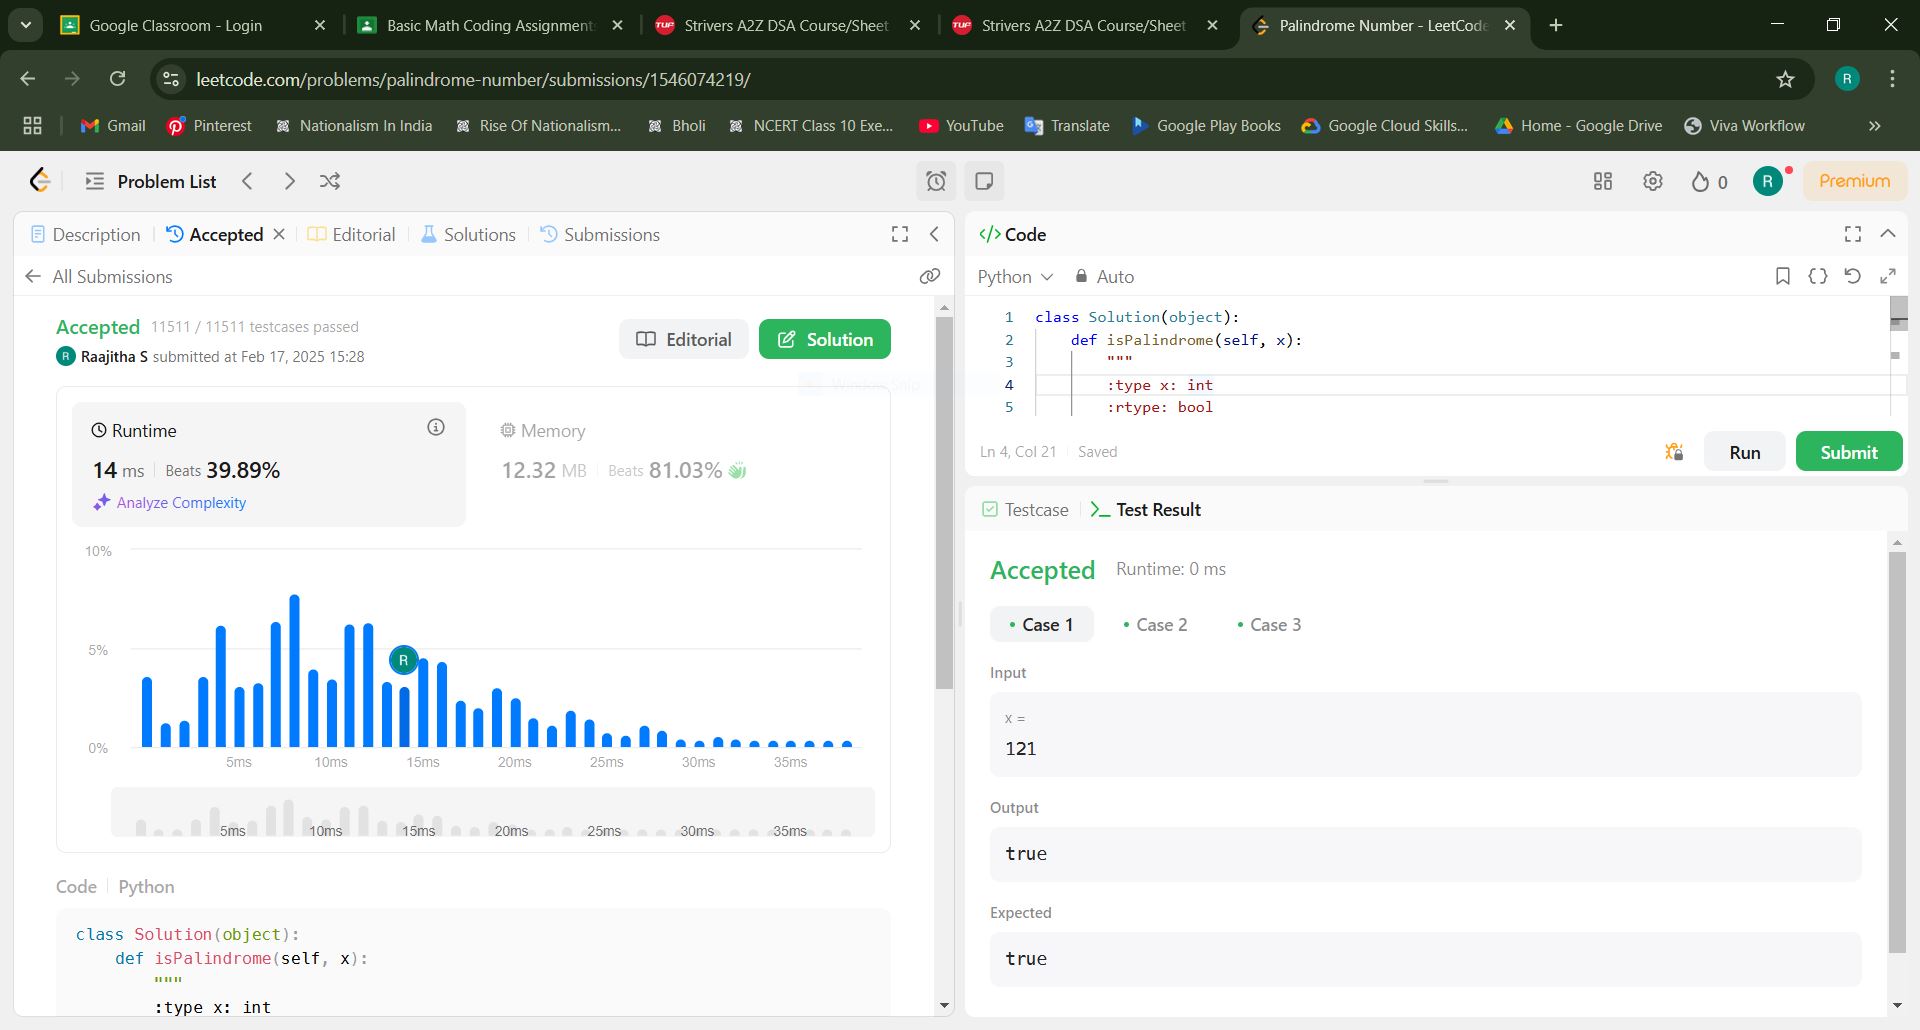 Google Classroom - Login
Basic Math Coding Assignment
Strivers A2Z DSA Course/Sheet
Strivers A2Z DSA Course/Sheet
Palindrome Number - LeetCode
leetcode.com/problems/palindrome-number/submissions/1546074219/
R
Gmail
Pinterest
Nationalism In India
Rise Of Nationalism...
Bholi
NCERT Class 10 Exe...
YouTube
Translate
Google Play Books
Google Cloud Skills...
Home - Google Drive
Viva Workflow
Problem List
0
R
Premium
Description
Accepted
Editorial
Solutions
Submissions
All Submissions
Accepted 11511 / 11511 testcases passed
R Raajitha S submitted at Feb 17, 2025 15:28
Editorial
Solution
Window Snip
Runtime
14 ms Beats 39.89%
Analyze Complexity
Memory
12.32 MB Beats 81.03%
10%
5%
0%
R
5ms 10ms 15ms 20ms 25ms 30ms 35ms
5ms 10ms 15ms 20ms 25ms 30ms 35ms
Code Python
class Solution(object):
def isPalindrome(self, x):
"""
:type x: int
</> Code
Python Auto
1 class Solution(object):
2 def isPalindrome(self, x):
3 """
4 :type x: int
5 :rtype: bool
Ln 4, Col 21 Saved
Run
Submit
Testcase
>_ Test Result
Accepted Runtime: 0 ms
• Case 1 • Case 2 • Case 3
Input
x =
121
Output
true
Expected
true